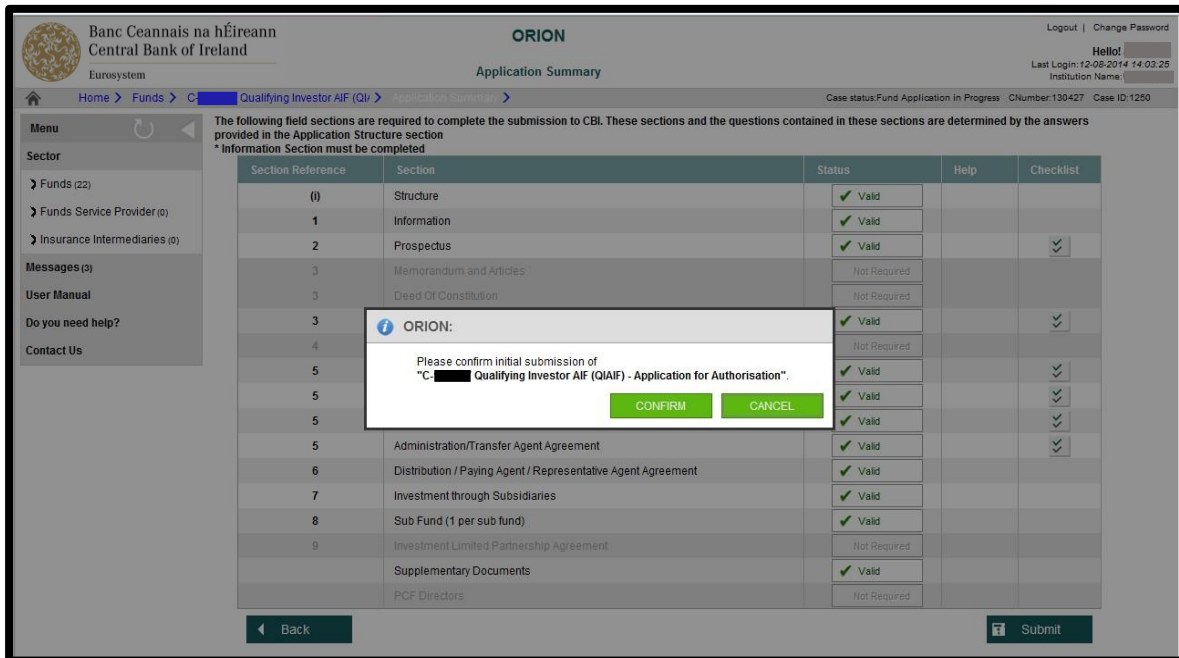 Banc Ceannais na hÉireann
Central Bank of Ireland
Eurosystem
ORION
Application Summary
Logout | Change Password
Hello!
Last Login:12-08-2014 14:03:25
Institution Name:
Home > Funds > C- Qualifying Investor AIF (QI/ > Application Summary >
Case status:Fund Application in Progress CNumber:130427 Case ID:1250
Menu
Sector
Funds (22)
Funds Service Provider (0)
Insurance Intermediaries (0)
Messages (3)
User Manual
Do you need help?
Contact Us
The following field sections are required to complete the submission to CBI. These sections and the questions contained in these sections are determined by the answers
provided in the Application Structure section
* Information Section must be completed
Section Reference Section Status Help Checklist
(i) Structure Valid
1 Information Valid
2 Prospectus Valid
3 Memorandum and Articles Not Required
3 Deed Of Constitution Not Required
3 Valid
4 Not Required
5 Valid
5 Valid
5 Valid
ORION:
Please confirm initial submission of
"C- Qualifying Investor AIF (QIAIF) - Application for Authorisation".
CONFIRM CANCEL
5 Administration/Transfer Agent Agreement Valid
6 Distribution / Paying Agent / Representative Agent Agreement Valid
7 Investment through Subsidiaries Valid
8 Sub Fund (1 per sub fund) Valid
9 Investment Limited Partnership Agreement Not Required
Supplementary Documents Valid
PCF Directors Not Required
Back
Submit